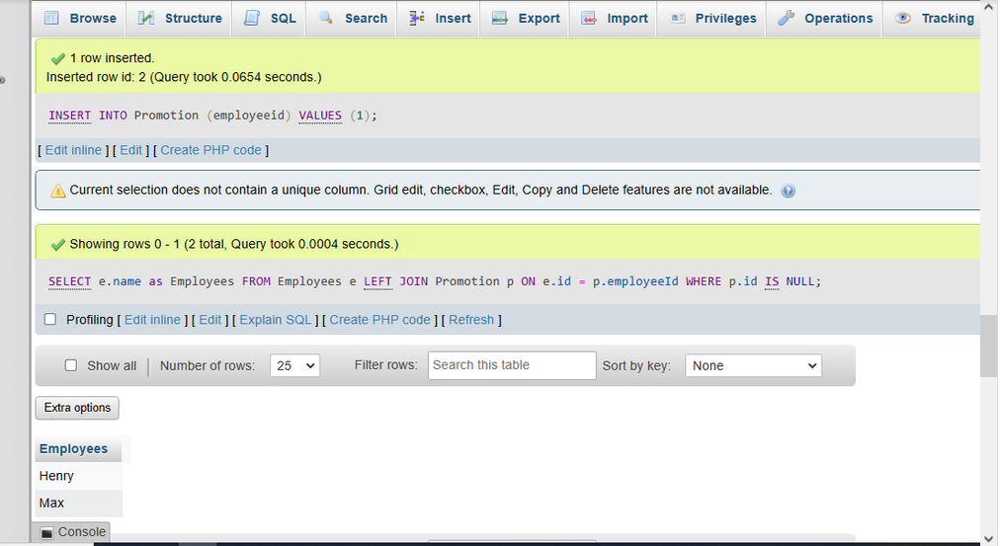 Browse Structure SQL Search Insert Export Import Privileges Operations Tracking
1 row inserted.
Inserted row id: 2 (Query took 0.0654 seconds.)
INSERT INTO Promotion (employeeid) VALUES (1);
[ Edit inline ] [ Edit ] [ Create PHP code ]
Current selection does not contain a unique column. Grid edit, checkbox, Edit, Copy and Delete features are not available.
Showing rows 0 - 1 (2 total, Query took 0.0004 seconds.)
SELECT e.name as Employees FROM Employees e LEFT JOIN Promotion p ON e.id = p.employeeId WHERE p.id IS NULL;
Profiling [ Edit inline ] [ Edit ] [ Explain SQL ] [ Create PHP code ] [ Refresh ]
Show all | Number of rows: 25 Filter rows: Search this table Sort by key: None
Extra options
Employees
Henry
Max
Console